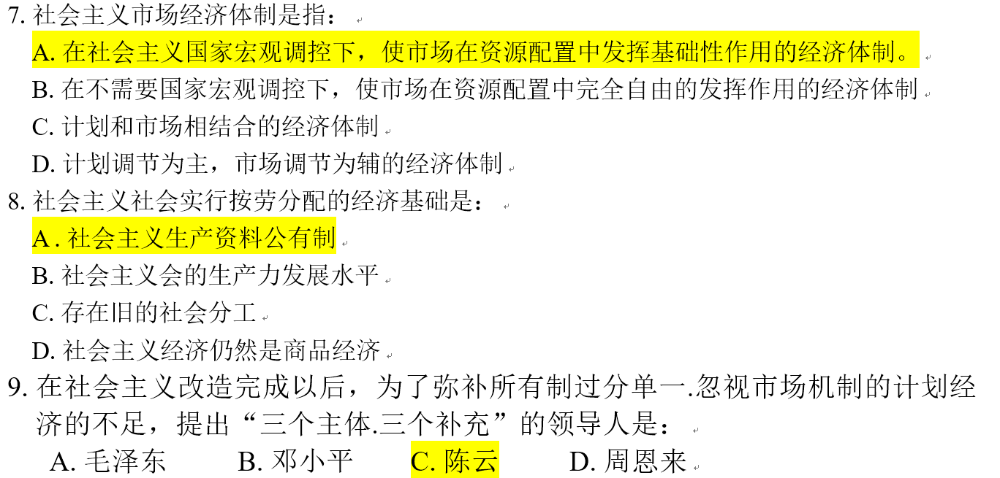 7. 社会主义市场经济体制是指：
A. 在社会主义国家宏观调控下，使市场在资源配置中发挥基础性作用的经济体制。
B. 在不需要国家宏观调控下，使市场在资源配置中完全自由的发挥作用的经济体制
C. 计划和市场相结合的经济体制
D. 计划调节为主，市场调节为辅的经济体制
8. 社会主义社会实行按劳分配的经济基础是：
A . 社会主义生产资料公有制
B. 社会主义会的生产力发展水平
C. 存在旧的社会分工
D. 社会主义经济仍然是商品经济
9. 在社会主义改造完成以后，为了弥补所有制过分单一.忽视市场机制的计划经
济的不足，提出“三个主体.三个补充”的领导人是：
A. 毛泽东 B. 邓小平 C. 陈云 D. 周恩来